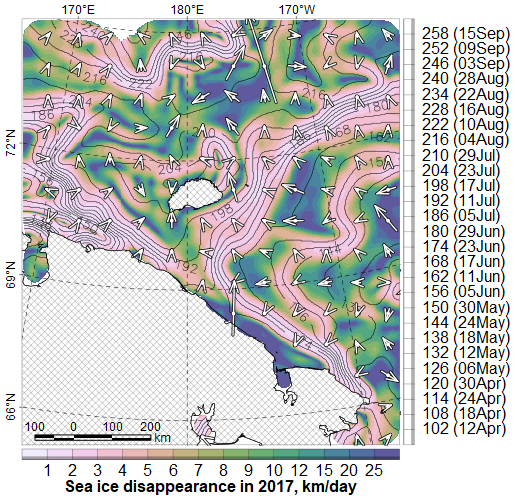 170°E 180°E 170°W
258 (15Sep)
252 (09Sep)
246 (03Sep)
240 (28Aug)
234 (22Aug)
228 (16Aug)
222 (10Aug)
216 (04Aug)
210 (29Jul)
204 (23Jul)
198 (17Jul)
192 (11Jul)
186 (05Jul)
180 (29Jun)
174 (23Jun)
168 (17Jun)
162 (11Jun)
156 (05Jun)
150 (30May)
144 (24May)
138 (18May)
132 (12May)
126 (06May)
120 (30Apr)
114 (24Apr)
108 (18Apr)
102 (12Apr)
72°N
69°N
66°N
216
216
180
168
156
204
198
192
100 0 100 200 km
1 2 3 4 5 6 7 8 9 10 12 15 20 25
Sea ice disappearance in 2017, km/day